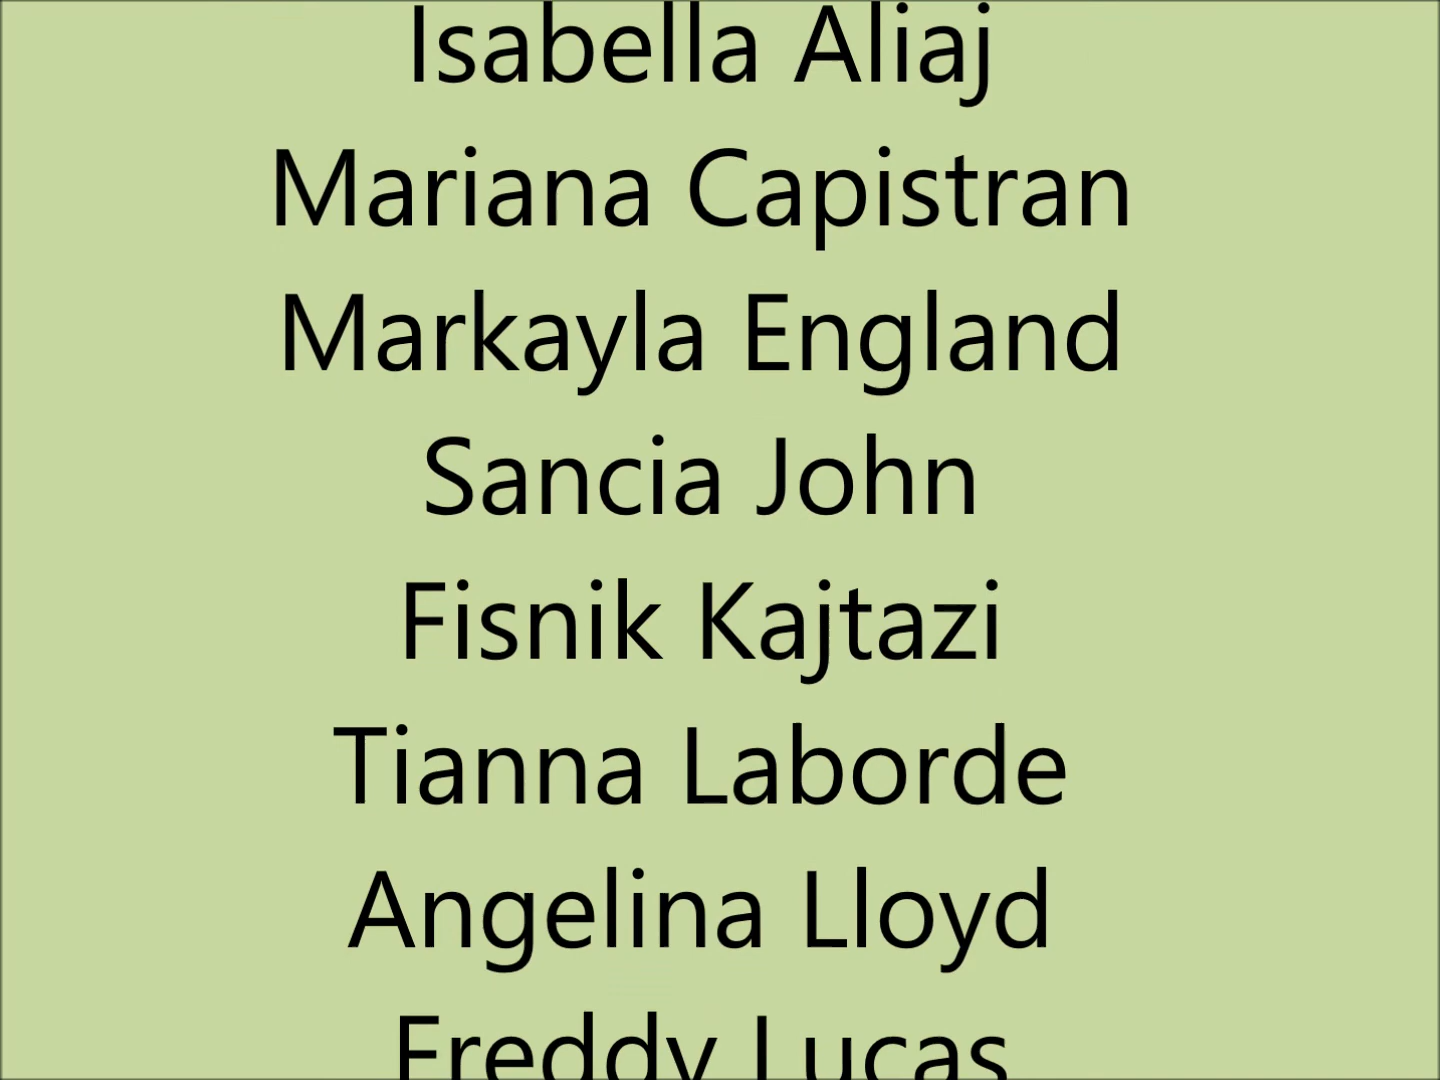 Isabella Aliaj
Mariana Capistran
Markayla England
Sancia John
Fisnik Kajtazi
Tianna Laborde
Angelina Lloyd
Freddy Lucas